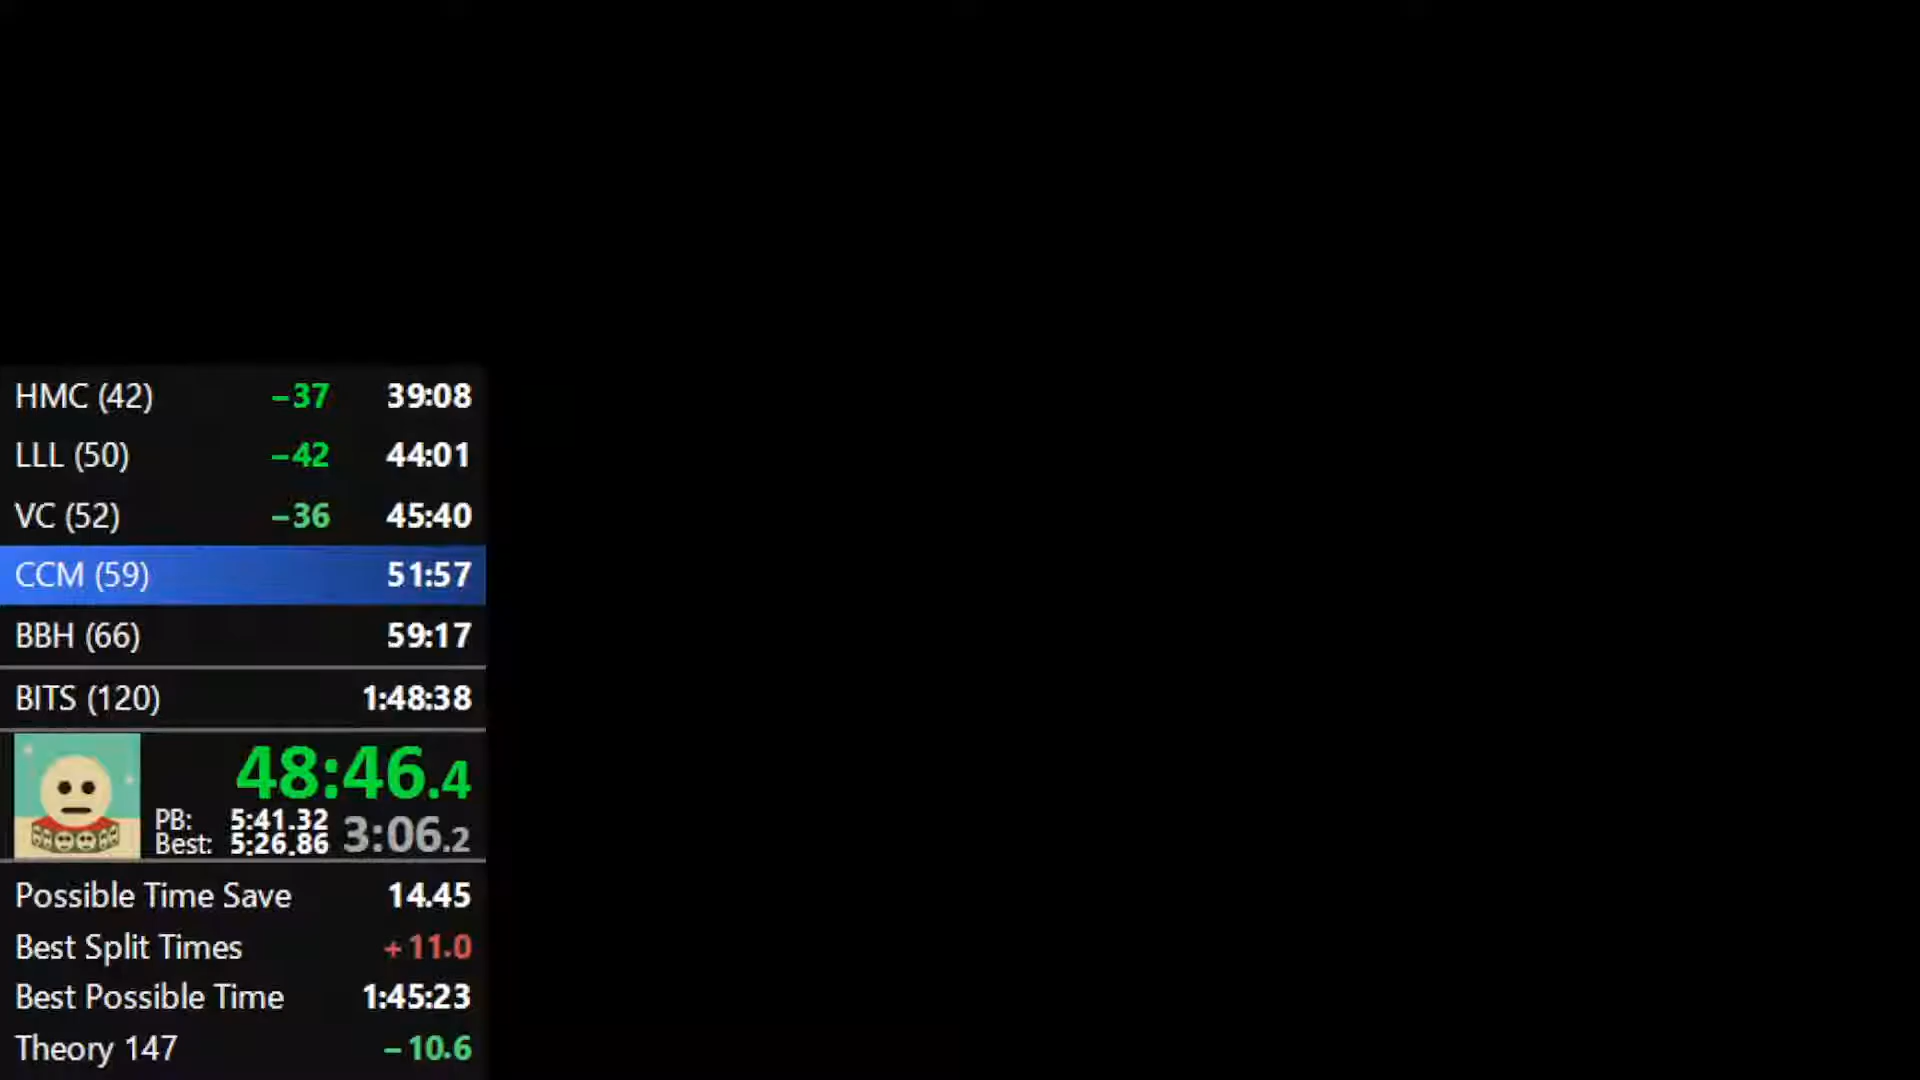 HMC (42) −37 39:08
LLL (50) −42 44:01
VC (52) −36 45:40
CCM (59) 51:57
BBH (66) 59:17
BITS (120) 1:48:38
48:46.4
PB: 5:41.32
Best: 5:26.86 3:06.2
Possible Time Save 14.45
Best Split Times +11.0
Best Possible Time 1:45:23
Theory 147 −10.6